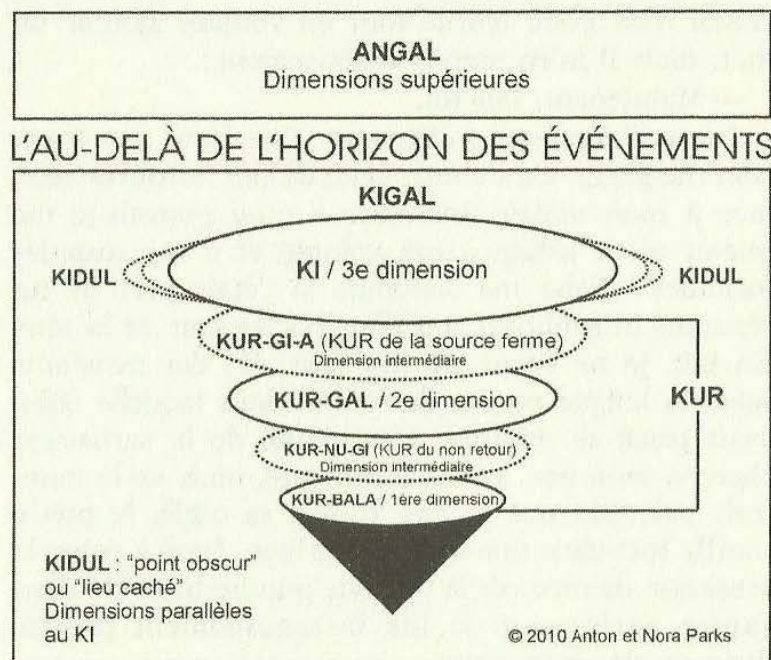 ANGAL
Dimensions supérieures
L'AU-DELÀ DE L'HORIZON DES ÉVÉNEMENTS
KIGAL
KIDUL
KI / 3e dimension
KIDUL
KUR-GI-A (KUR de la source ferme)
Dimension intermédiaire
KUR-GAL / 2e dimension
KUR
KUR-NU-GI (KUR du non retour)
Dimension intermédiaire
KUR-BALA / 1ère dimension
KIDUL : "point obscur"
ou "lieu caché"
Dimensions parallèles
au KI
© 2010 Anton et Nora Parks